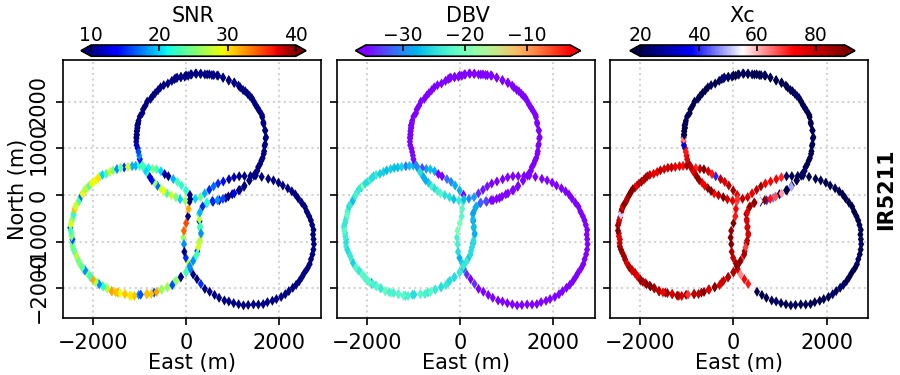 SNR
10 20 30 40
DBV
−30 −20 −10
Xc
20 40 60 80
North (m)
2000
1000
0
−1000
−2000
IR5211
−2000 0 2000
−2000 0 2000
−2000 0 2000
East (m)
East (m)
East (m)